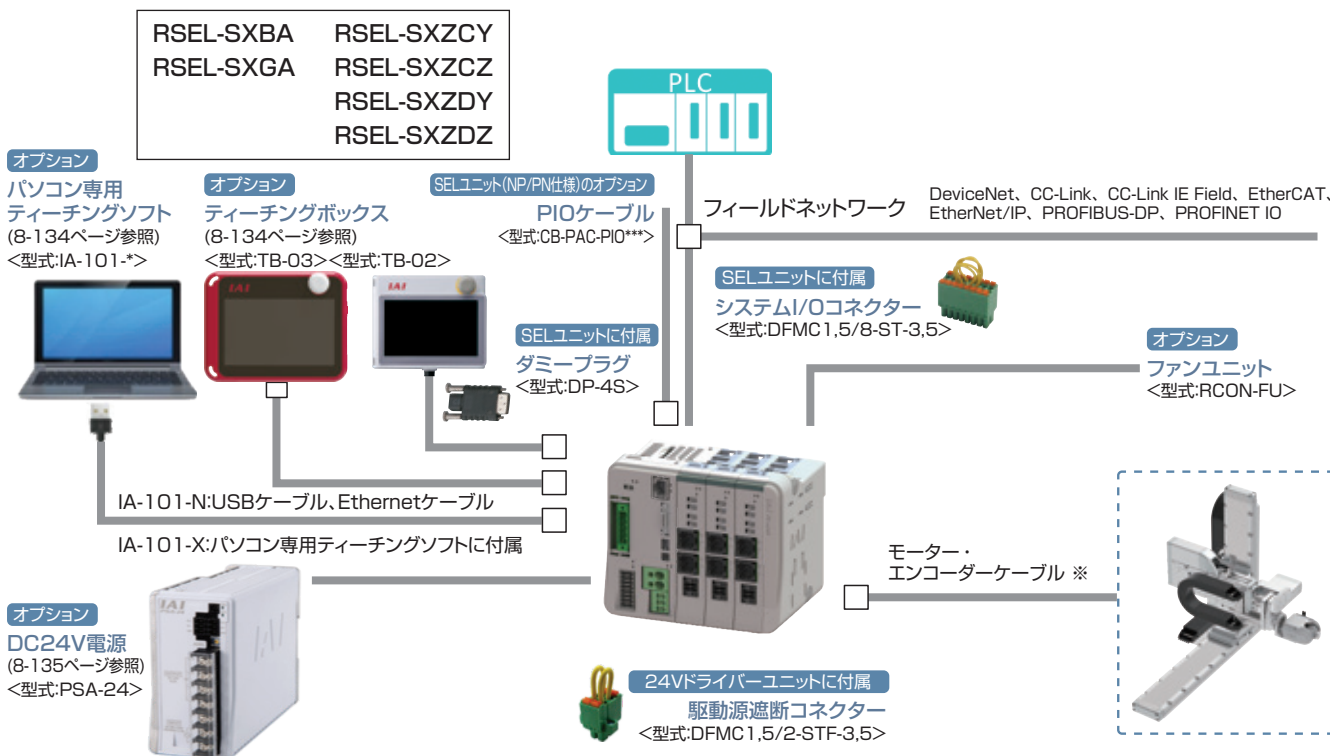 RSEL-SXBA RSEL-SXZCY
RSEL-SXGA RSEL-SXZCZ
RSEL-SXZDY
RSEL-SXZDZ
PLC
オプション
パソコン専用
ティーチングソフト
(8-134ページ参照)
<型式:IA-101-*>
オプション
ティーチングボックス
(8-134ページ参照)
<型式:TB-03><型式:TB-02>
SELユニット(NP/PN仕様)のオプション
PIOケーブル
<型式:CB-PAC-PIO***>
フィールドネットワーク
DeviceNet、CC-Link、CC-Link IE Field、EtherCAT、
EtherNet/IP、PROFIBUS-DP、PROFINET IO
SELユニットに付属
システムI/Oコネクター
<型式:DFMC1,5/8-ST-3,5>
SELユニットに付属
ダミープラグ
<型式:DP-4S>
オプション
ファンユニット
<型式:RCON-FU>
IAI
IAI
IA-101-N:USBケーブル、Ethernetケーブル
IA-101-X:パソコン専用ティーチングソフトに付属
モーター・
エンコーダーケーブル ※
オプション
DC24V電源
(8-135ページ参照)
<型式:PSA-24>
IAI
24Vドライバーユニットに付属
駆動源遮断コネクター
<型式:DFMC1,5/2-STF-3,5>